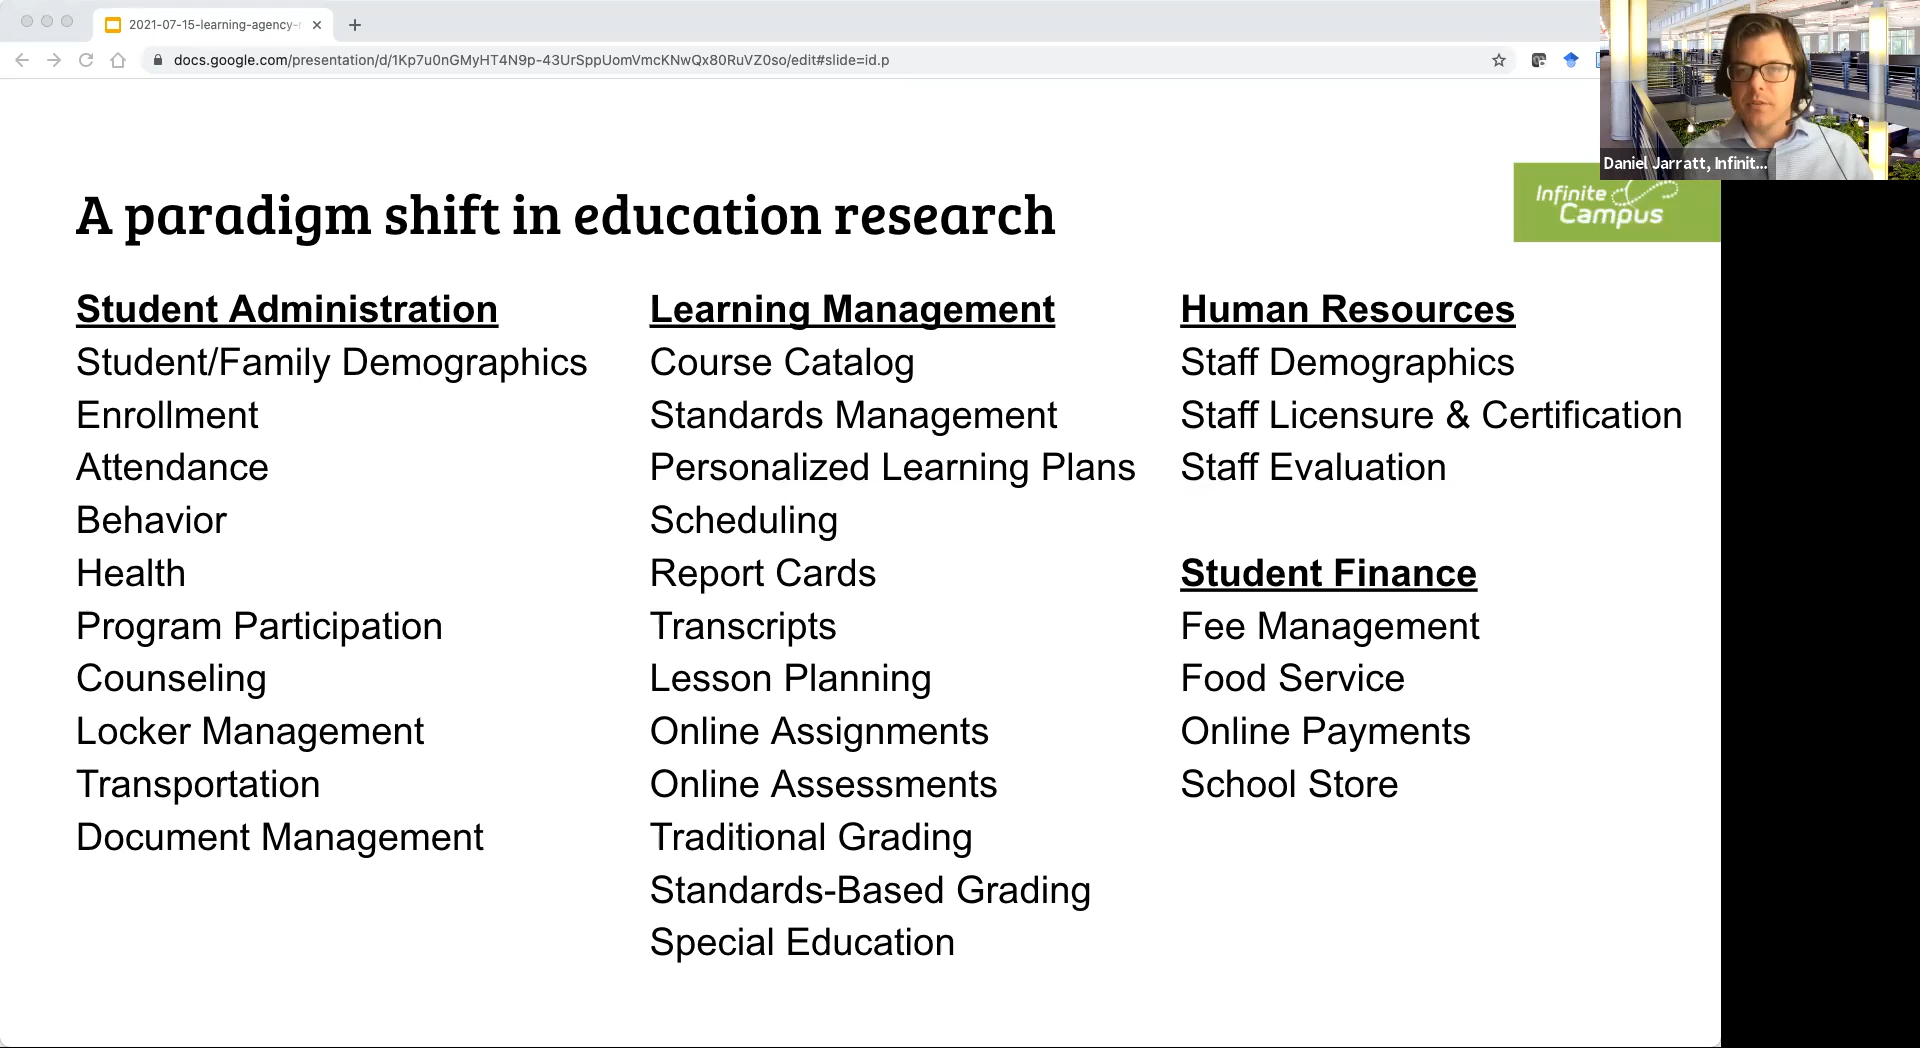 2021-07-15-learning-agency-
docs.google.com/presentation/d/1Kp7u0nGMyHT4N9p-43UrSppUomVmcKNwQx80RuVZ0so/edit#slide=id.p
Daniel Jarratt, Infinit...
Infinite
Campus
A paradigm shift in education research
Student Administration
Student/Family Demographics
Enrollment
Attendance
Behavior
Health
Program Participation
Counseling
Locker Management
Transportation
Document Management
Learning Management
Course Catalog
Standards Management
Personalized Learning Plans
Scheduling
Report Cards
Transcripts
Lesson Planning
Online Assignments
Online Assessments
Traditional Grading
Standards-Based Grading
Special Education
Human Resources
Staff Demographics
Staff Licensure & Certification
Staff Evaluation
Student Finance
Fee Management
Food Service
Online Payments
School Store